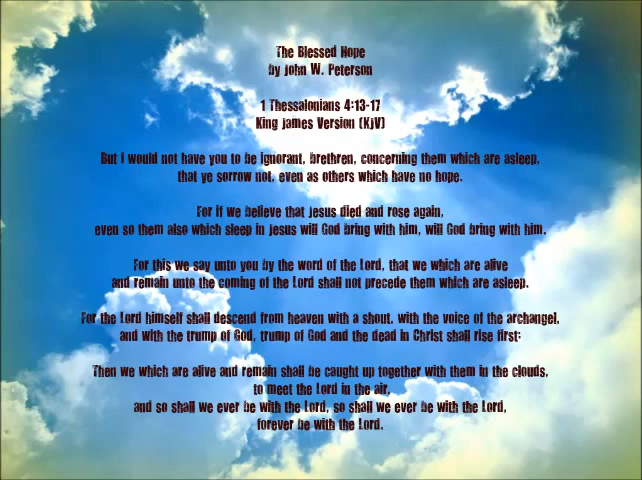 The Blessed Hope
by John W. Peterson
1 Thessalonians 4:13-17
King James Version (KJV)
But I would not have you to be ignorant, brethren, concerning them which are asleep,
that ye sorrow not, even as others which have no hope.
For if we believe that Jesus died and rose again,
even so them also which sleep in Jesus will God bring with him, will God bring with him.
For this we say unto you by the word of the Lord, that we which are alive
and remain unto the coming of the Lord shall not precede them which are asleep.
For the Lord himself shall descend from heaven with a shout, with the voice of the archangel,
and with the trump of God, trump of God and the dead in Christ shall rise first:
Then we which are alive and remain shall be caught up together with them in the clouds,
to meet the Lord in the air,
and so shall we ever be with the Lord, so shall we ever be with the Lord,
forever be with the Lord.